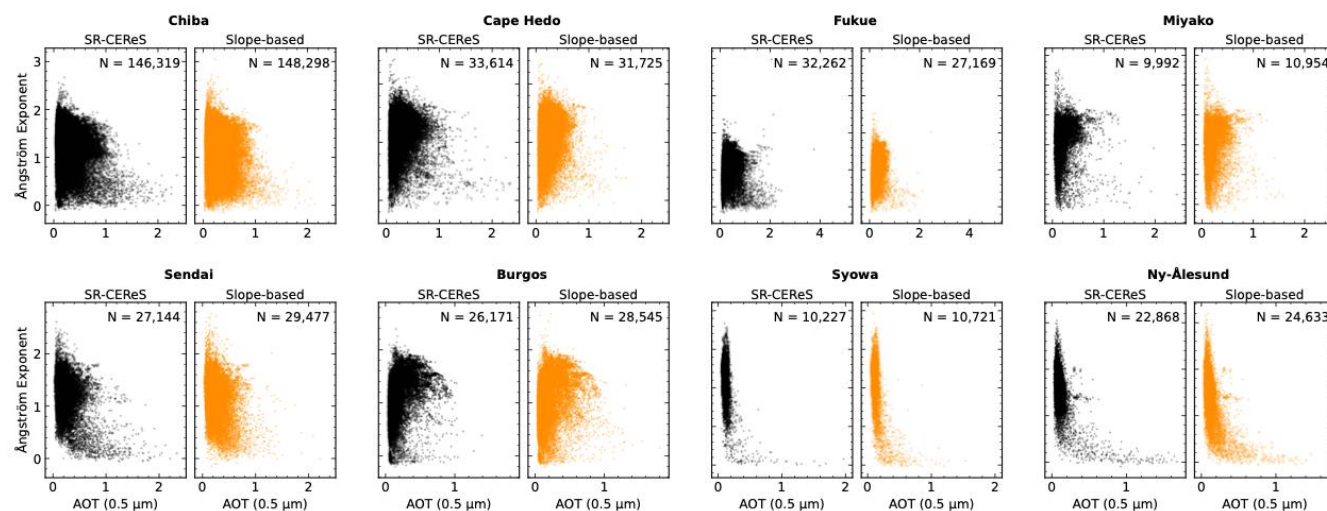 Chiba
SR-CEReS Slope-based
N = 146,319 N = 148,298
Ångström Exponent
3
2
1
0
0 1 2 0 1 2
Cape Hedo
SR-CEReS Slope-based
N = 33,614 N = 31,725
0 1 2 0 1 2
Fukue
SR-CEReS Slope-based
N = 32,262 N = 27,169
0 2 4 0 2 4
Miyako
SR-CEReS Slope-based
N = 9,992 N = 10,954
0 1 2 0 1 2
Sendai
SR-CEReS Slope-based
N = 27,144 N = 29,477
Ångström Exponent
2
1
0
0 1 2 0 1 2
AOT (0.5 μm) AOT (0.5 μm)
Burgos
SR-CEReS Slope-based
N = 26,171 N = 28,545
0 1 0 1
AOT (0.5 μm) AOT (0.5 μm)
Syowa
SR-CEReS Slope-based
N = 10,227 N = 10,721
0 1 2 0 1 2
AOT (0.5 μm) AOT (0.5 μm)
Ny-Ålesund
SR-CEReS Slope-based
N = 22,868 N = 24,633
0 1 0 1
AOT (0.5 μm) AOT (0.5 μm)